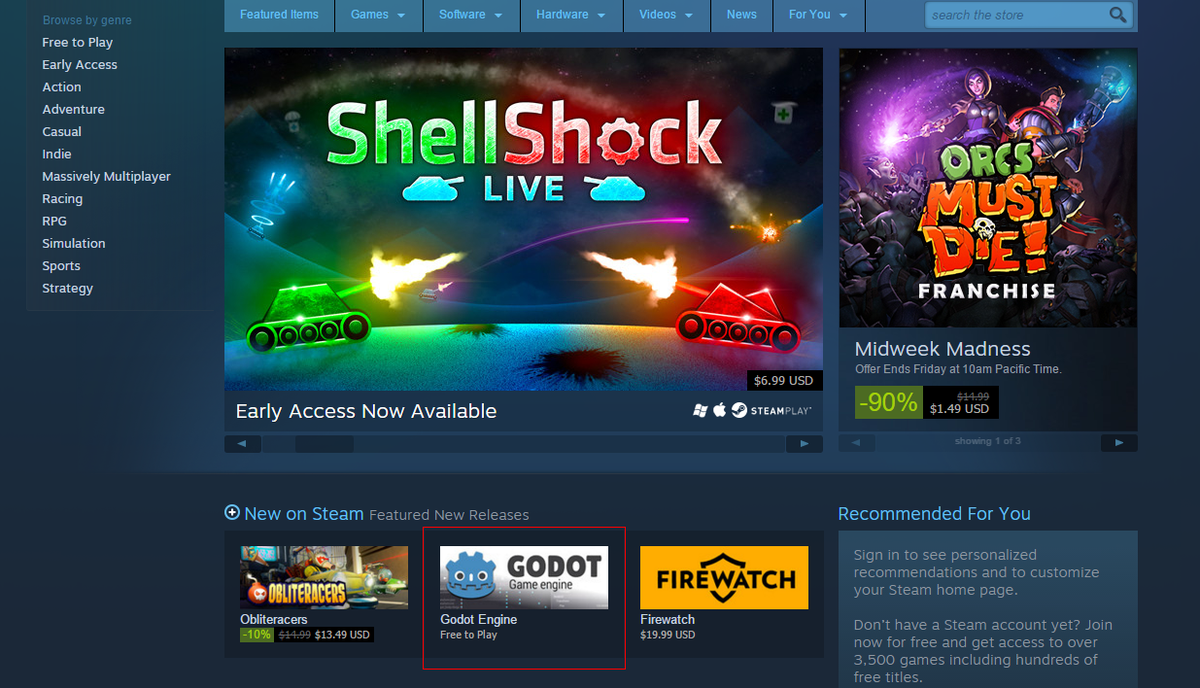 Browse by genre
Free to Play
Early Access
Action
Adventure
Casual
Indie
Massively Multiplayer
Racing
RPG
Simulation
Sports
Strategy
Featured Items
Games
Software
Hardware
Videos
News
For You
search the store
ShellShock
LIVE
$6.99 USD
Early Access Now Available
STEAMPLAY
ORCS
MUST
DIE!
FRANCHISE
Midweek Madness
Offer Ends Friday at 10am Pacific Time.
-90%
$14.99
$1.49 USD
showing 1 of 3
New on Steam Featured New Releases
OBLITERACERS
Obliteracers
-10% $14.99 $13.49 USD
GODOT
Game engine
Godot Engine
Free to Play
FIREWATCH
Firewatch
$19.99 USD
Recommended For You
Sign in to see personalized
recommendations and to customize
your Steam home page.
Don't have a Steam account yet? Join
now for free and get access to over
3,500 games including hundreds of
free titles.